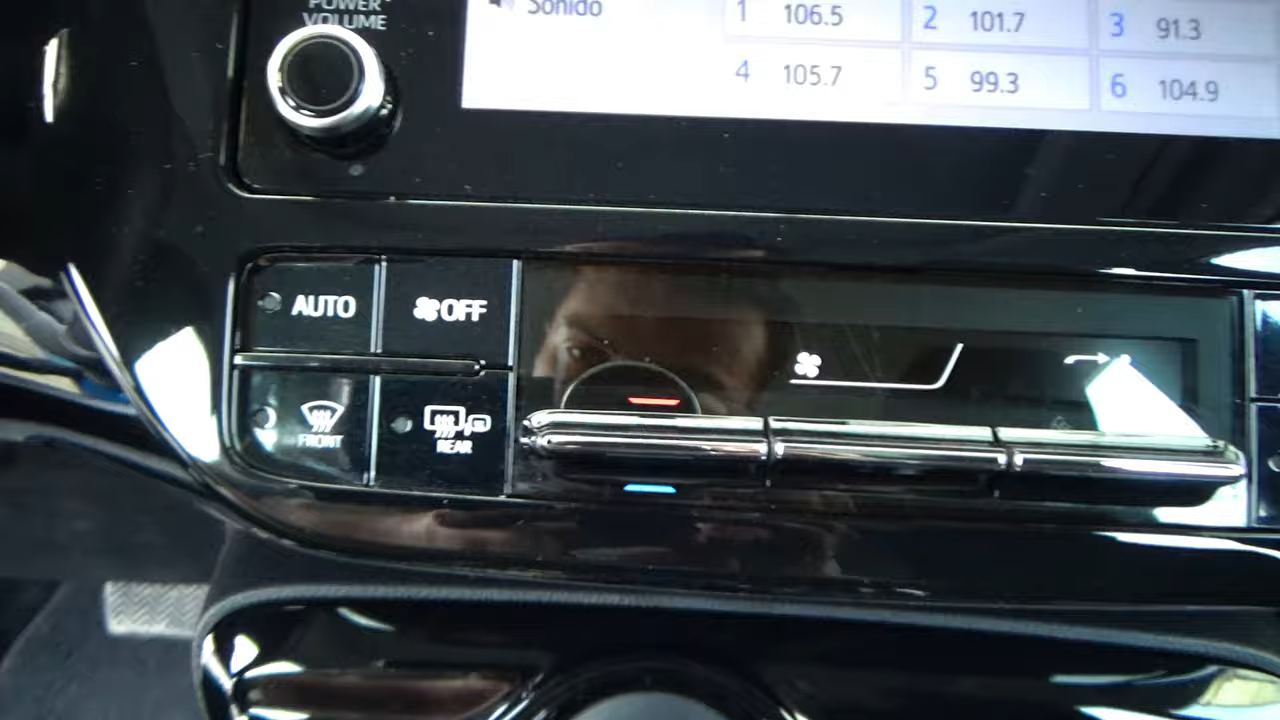 POWER
VOLUME
Sonido
1 106.5
2 101.7
3 91.3
4 105.7
5 99.3
6 104.9
AUTO
OFF
FRONT
REAR